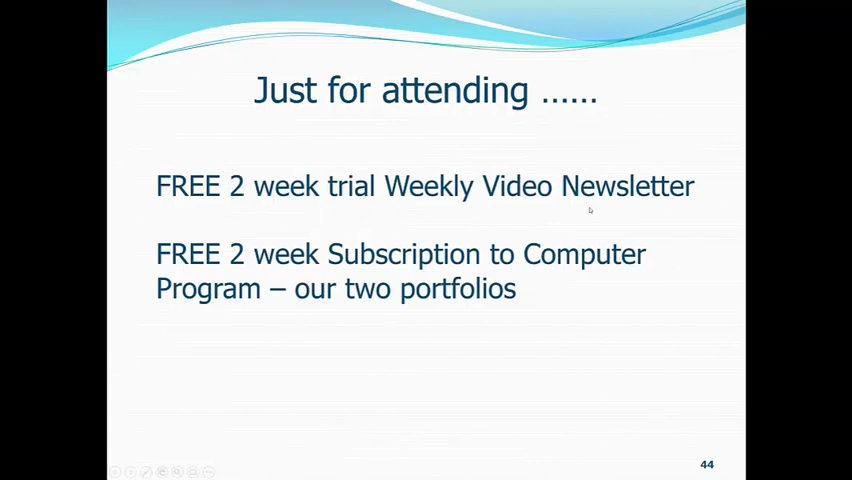 Just for attending ......
FREE 2 week trial Weekly Video Newsletter
FREE 2 week Subscription to Computer
Program – our two portfolios
44